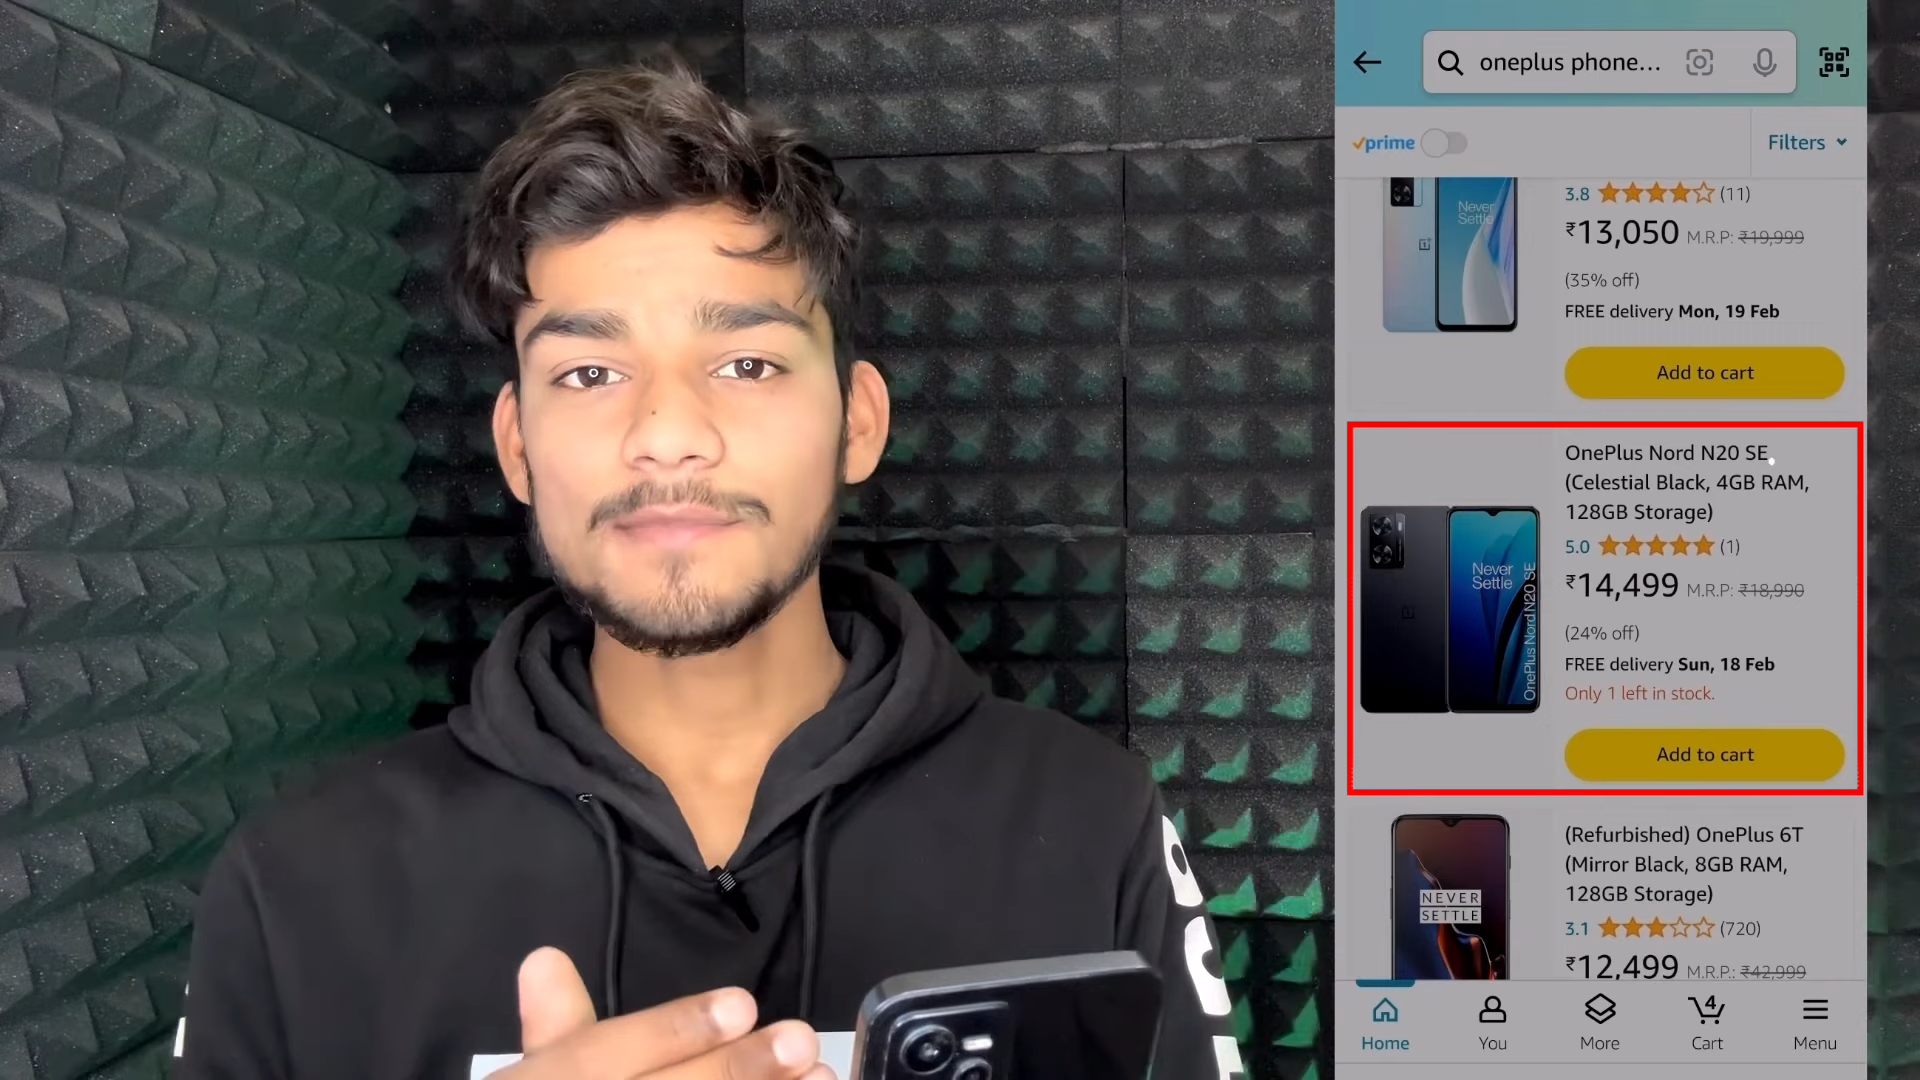 oneplus phone...
prime
Filters
Never
Settle
3.8 (11)
₹13,050 M.R.P: ₹19,999
(35% off)
FREE delivery Mon, 19 Feb
Add to cart
OnePlus Nord N20 SE
(Celestial Black, 4GB RAM,
128GB Storage)
5.0 (1)
₹14,499 M.R.P: ₹18,990
(24% off)
FREE delivery Sun, 18 Feb
Only 1 left in stock.
Never
Settle
OnePlus Nord N20 SE
Add to cart
(Refurbished) OnePlus 6T
(Mirror Black, 8GB RAM,
128GB Storage)
NEVER
SETTLE
3.1 (720)
₹12,499 M.R.P.: ₹42,999
4
Home
You
More
Cart
Menu